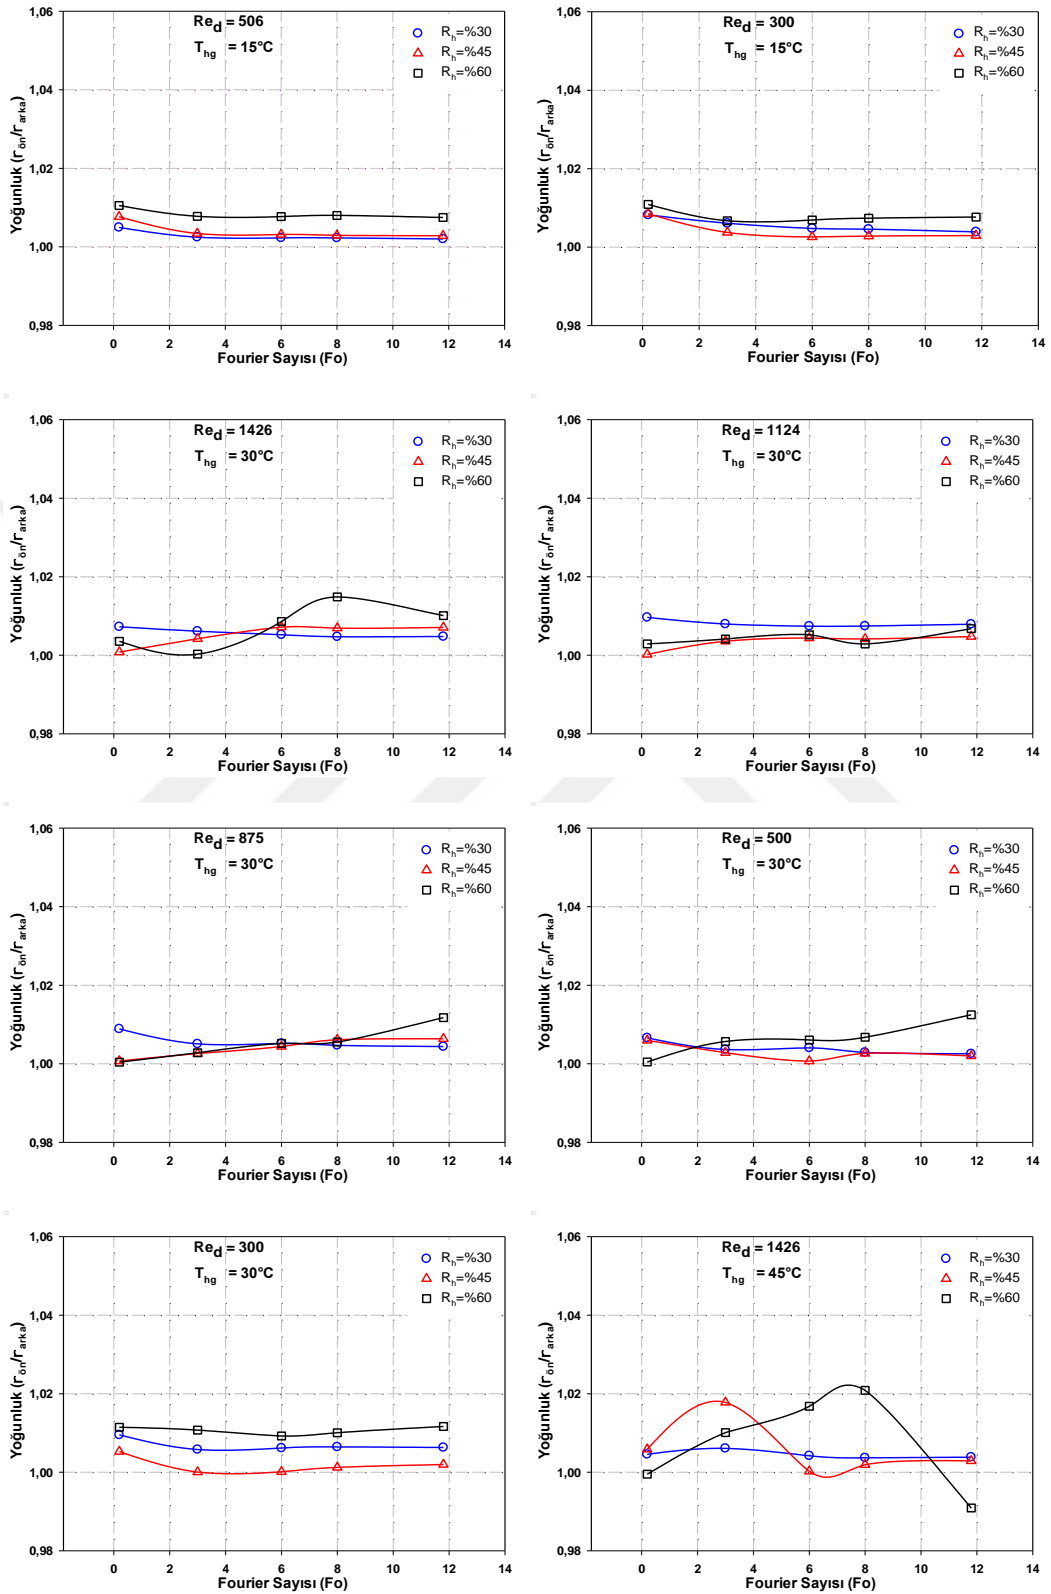 Re_d = 506
T_hg = 15°C
R_h=%30
R_h=%45
R_h=%60
1,06
1,04
1,02
1,00
0,98
Yoğunluk (r_ön/r_arka)
0 2 4 6 8 10 12 14
Fourier Sayısı (Fo)
Re_d = 300
T_hg = 15°C
R_h=%30
R_h=%45
R_h=%60
1,06
1,04
1,02
1,00
0,98
Yoğunluk (r_ön/r_arka)
0 2 4 6 8 10 12 14
Fourier Sayısı (Fo)
Re_d = 1426
T_hg = 30°C
R_h=%30
R_h=%45
R_h=%60
1,06
1,04
1,02
1,00
0,98
Yoğunluk (r_ön/r_arka)
0 2 4 6 8 10 12 14
Fourier Sayısı (Fo)
Re_d = 1124
T_hg = 30°C
R_h=%30
R_h=%45
R_h=%60
1,06
1,04
1,02
1,00
0,98
Yoğunluk (r_ön/r_arka)
0 2 4 6 8 10 12 14
Fourier Sayısı (Fo)
Re_d = 875
T_hg = 30°C
R_h=%30
R_h=%45
R_h=%60
1,06
1,04
1,02
1,00
0,98
Yoğunluk (r_ön/r_arka)
0 2 4 6 8 10 12 14
Fourier Sayısı (Fo)
Re_d = 500
T_hg = 30°C
R_h=%30
R_h=%45
R_h=%60
1,06
1,04
1,02
1,00
0,98
Yoğunluk (r_ön/r_arka)
0 2 4 6 8 10 12 14
Fourier Sayısı (Fo)
Re_d = 300
T_hg = 30°C
R_h=%30
R_h=%45
R_h=%60
1,06
1,04
1,02
1,00
0,98
Yoğunluk (r_ön/r_arka)
0 2 4 6 8 10 12 14
Fourier Sayısı (Fo)
Re_d = 1426
T_hg = 45°C
R_h=%30
R_h=%45
R_h=%60
1,06
1,04
1,02
1,00
0,98
Yoğunluk (r_ön/r_arka)
0 2 4 6 8 10 12 14
Fourier Sayısı (Fo)